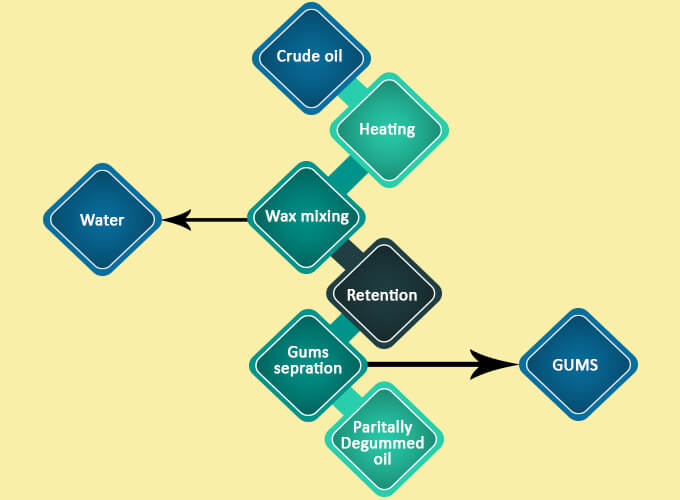 Crude oil
Heating
Wax mixing
Water
Retention
Gums
sepration
GUMS
Paritally
Degummed
oil